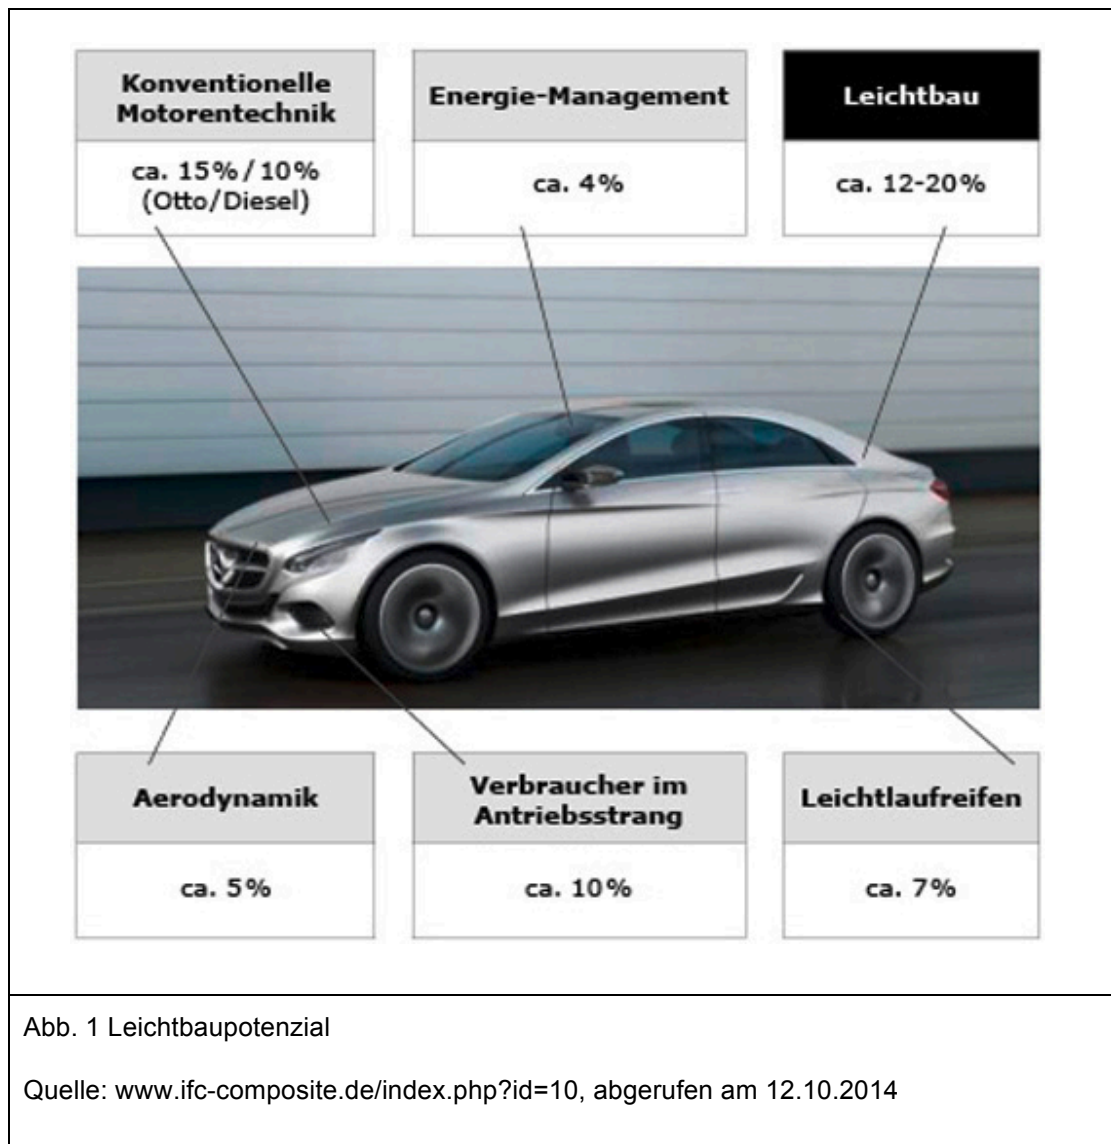 Konventionelle
Motorentechnik
ca. 15% / 10%
(Otto/Diesel)
Energie-Management
ca. 4%
Leichtbau
ca. 12-20%
Aerodynamik
ca. 5%
Verbraucher im
Antriebsstrang
ca. 10%
Leichtlaufreifen
ca. 7%
Abb. 1 Leichtbaupotenzial
Quelle: www.ifc-composite.de/index.php?id=10, abgerufen am 12.10.2014